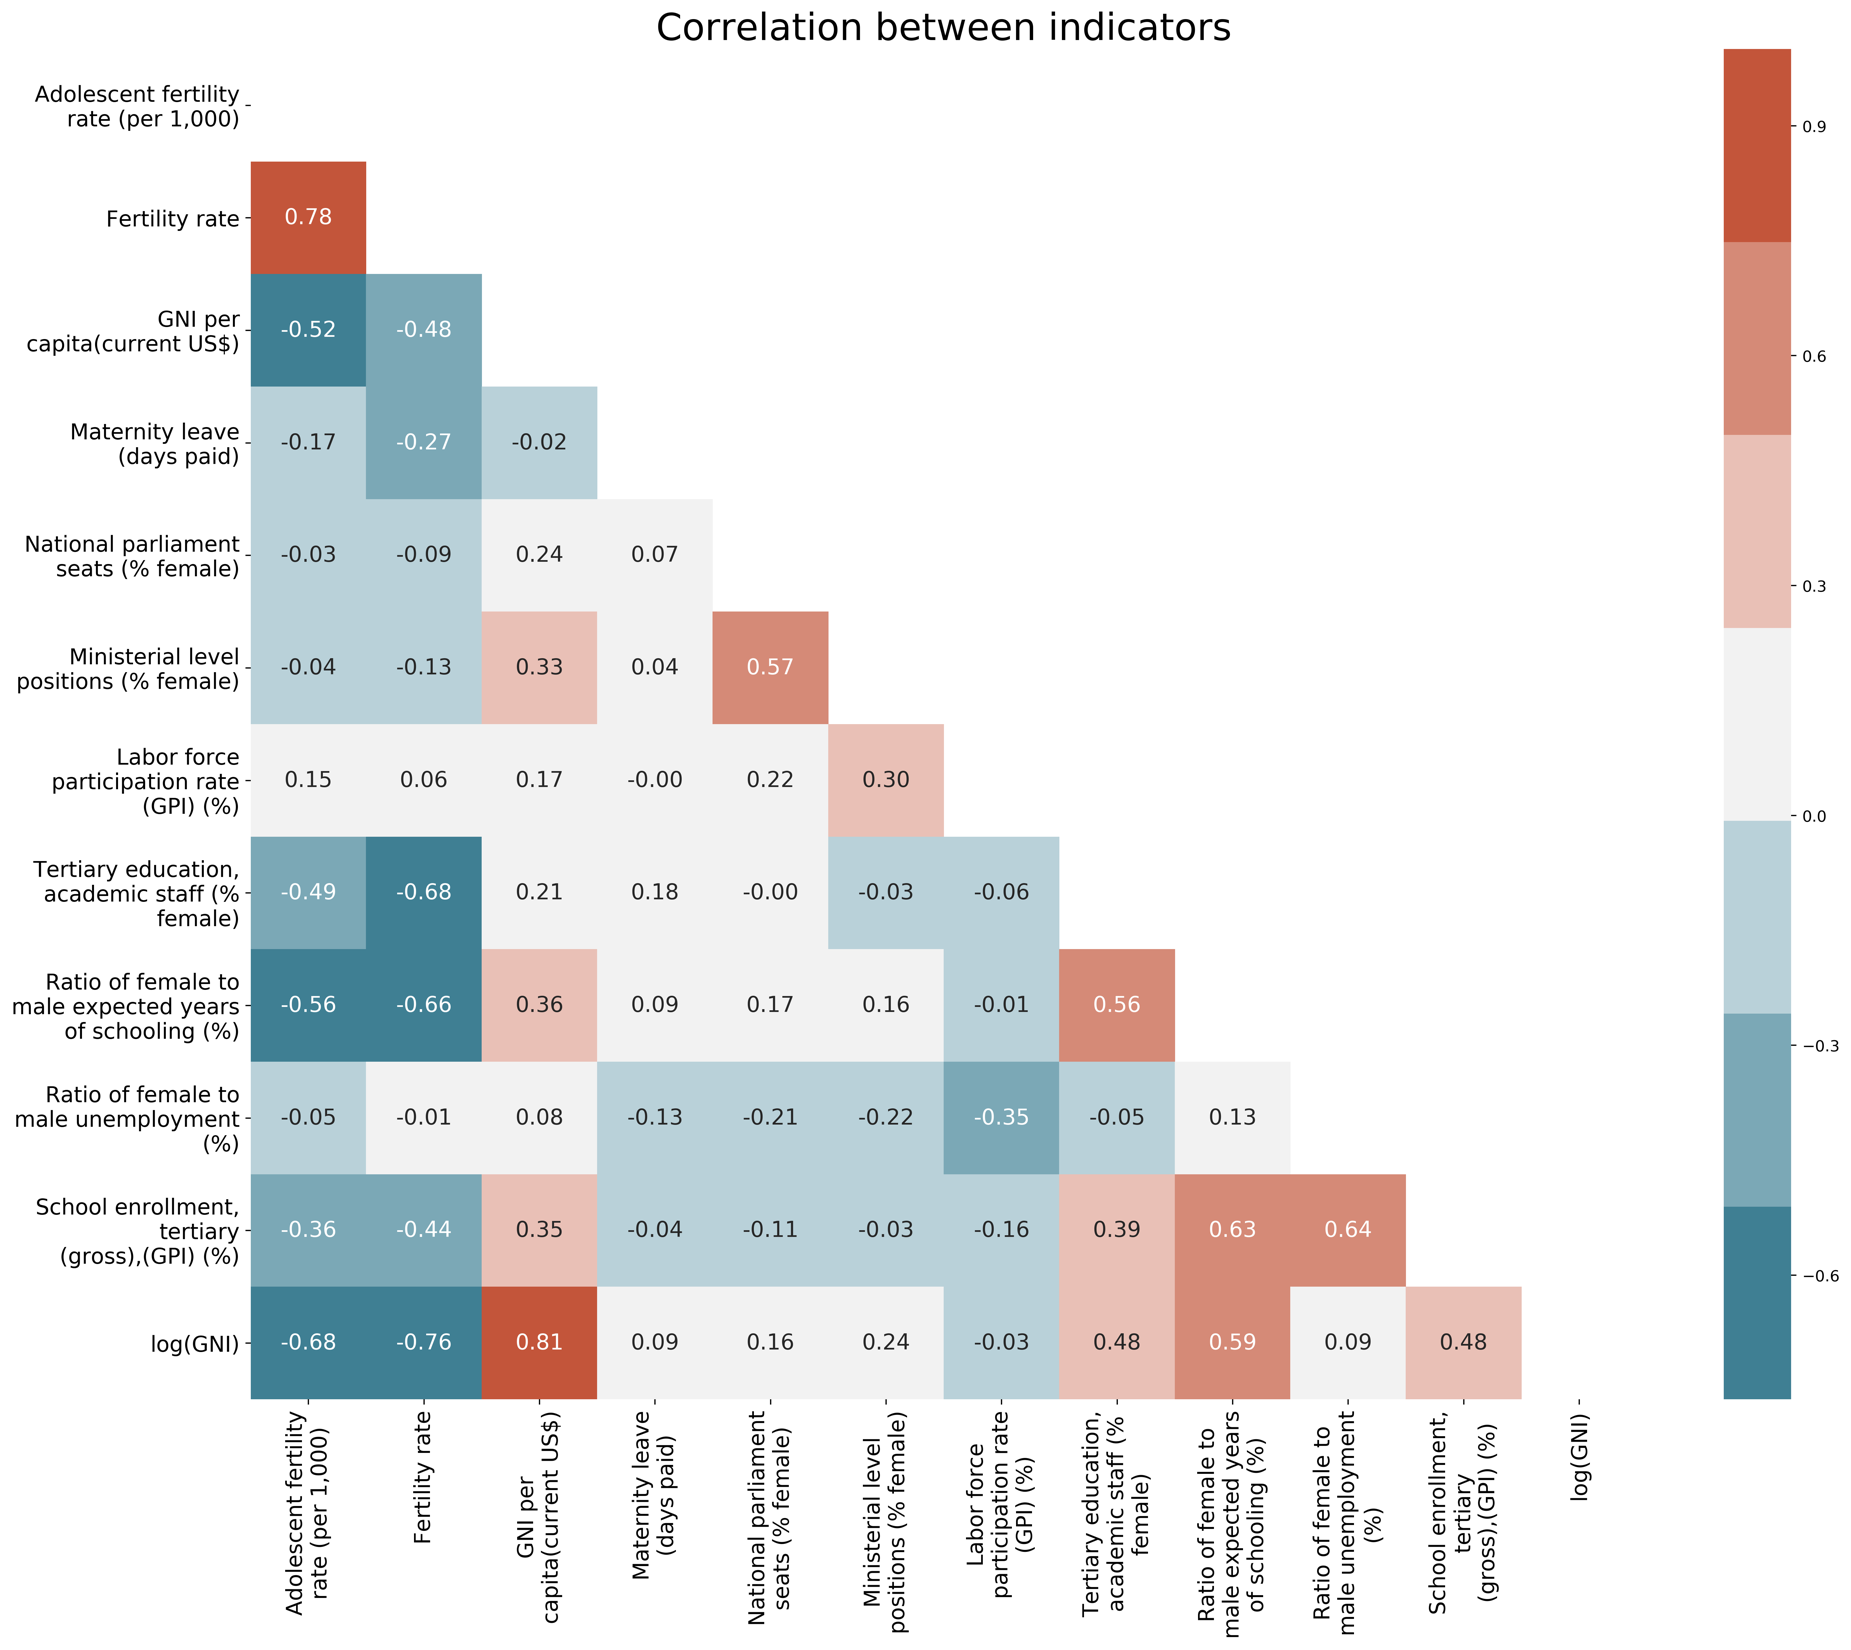 Correlation between indicators
Adolescent fertility
rate (per 1,000)
Fertility rate
0.78
GNI per
capita(current US$)
-0.52 -0.48
Maternity leave
(days paid)
-0.17 -0.27 -0.02
National parliament
seats (% female)
-0.03 -0.09 0.24 0.07
Ministerial level
positions (% female)
-0.04 -0.13 0.33 0.04 0.57
Labor force
participation rate
(GPI) (%)
0.15 0.06 0.17 -0.00 0.22 0.30
Tertiary education,
academic staff (%
female)
-0.49 -0.68 0.21 0.18 -0.00 -0.03 -0.06
Ratio of female to
male expected years
of schooling (%)
-0.56 -0.66 0.36 0.09 0.17 0.16 -0.01 0.56
Ratio of female to
male unemployment
(%)
-0.05 -0.01 0.08 -0.13 -0.21 -0.22 -0.35 -0.05 0.13
School enrollment,
tertiary
(gross),(GPI) (%)
-0.36 -0.44 0.35 -0.04 -0.11 -0.03 -0.16 0.39 0.63 0.64
log(GNI)
-0.68 -0.76 0.81 0.09 0.16 0.24 -0.03 0.48 0.59 0.09 0.48
Adolescent fertility
rate (per 1,000)
Fertility rate
GNI per
capita(current US$)
Maternity leave
(days paid)
National parliament
seats (% female)
Ministerial level
positions (% female)
Labor force
participation rate
(GPI) (%)
Tertiary education,
academic staff (%
female)
Ratio of female to
male expected years
of schooling (%)
Ratio of female to
male unemployment
(%)
School enrollment,
tertiary
(gross),(GPI) (%)
log(GNI)
0.9
0.6
0.3
0.0
−0.3
−0.6